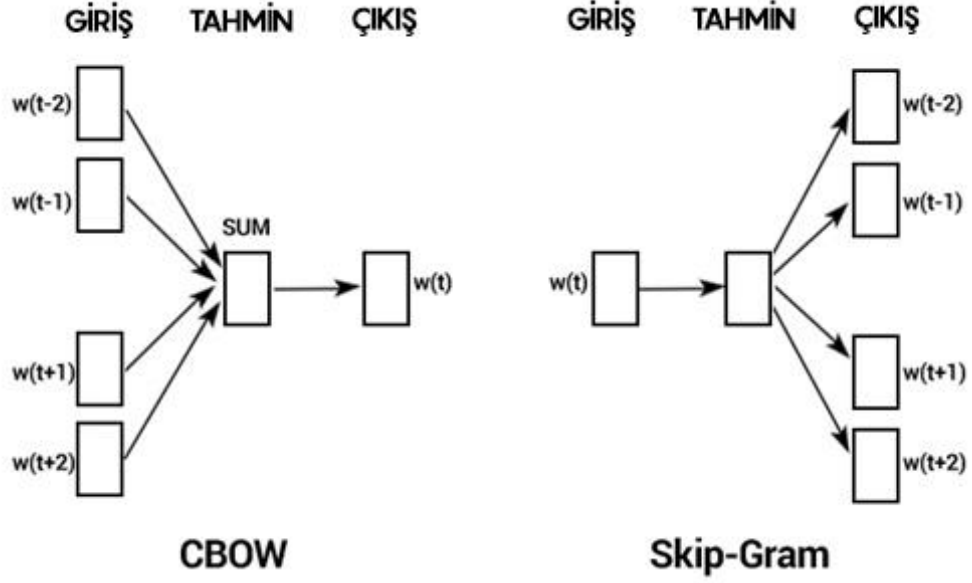 GİRİŞ TAHMİN ÇIKIŞ
w(t-2)
w(t-1)
SUM
w(t)
w(t+1)
w(t+2)
CBOW
GİRİŞ TAHMİN ÇIKIŞ
w(t-2)
w(t-1)
w(t)
w(t+1)
w(t+2)
Skip-Gram